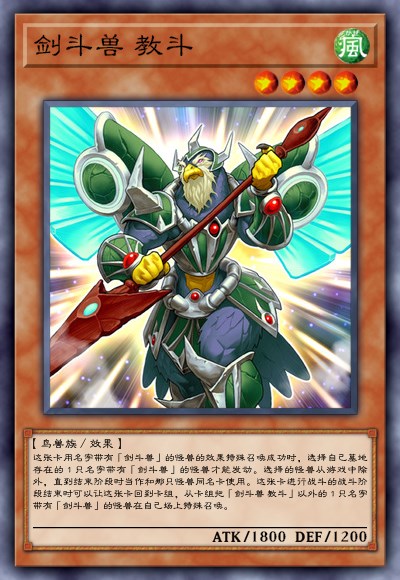 剑斗兽 教斗
風
【鸟兽族／效果】
这张卡用名字带有「剑斗兽」的怪兽的效果特殊召唤成功时，选择自己墓地
存在的1只名字带有「剑斗兽」的怪兽才能发动。选择的怪兽从游戏中除
外，直到结束阶段时当作和那只怪兽同名卡使用。这张卡进行战斗的战斗阶
段结束时可以让这张卡回到卡组，从卡组把「剑斗兽 教斗」以外的1只名字
带有「剑斗兽」的怪兽在自己场上特殊召唤。
ATK/1800 DEF/1200